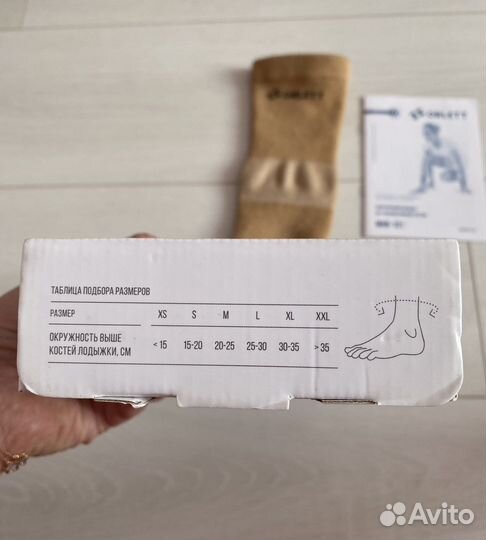 ORLETT
ORLETT
ТАБЛИЦА ПОДБОРА РАЗМЕРОВ
РАЗМЕР XS S M L XL XXL
ОКРУЖНОСТЬ ВЫШЕ
КОСТЕЙ ЛОДЫЖКИ, СМ < 15 15-20 20-25 25-30 30-35 > 35
Avito